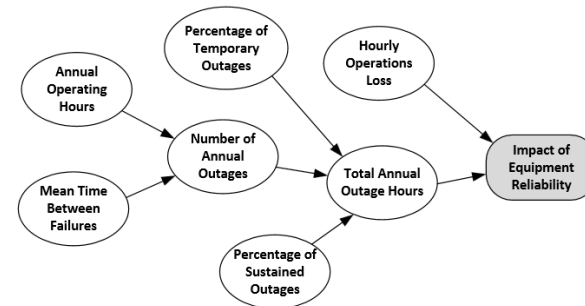 Percentage of
Temporary
Outages
Hourly
Operations
Loss
Annual
Operating
Hours
Number of
Annual
Outages
Impact of
Equipment
Reliability
Total Annual
Outage Hours
Mean Time
Between
Failures
Percentage of
Sustained
Outages